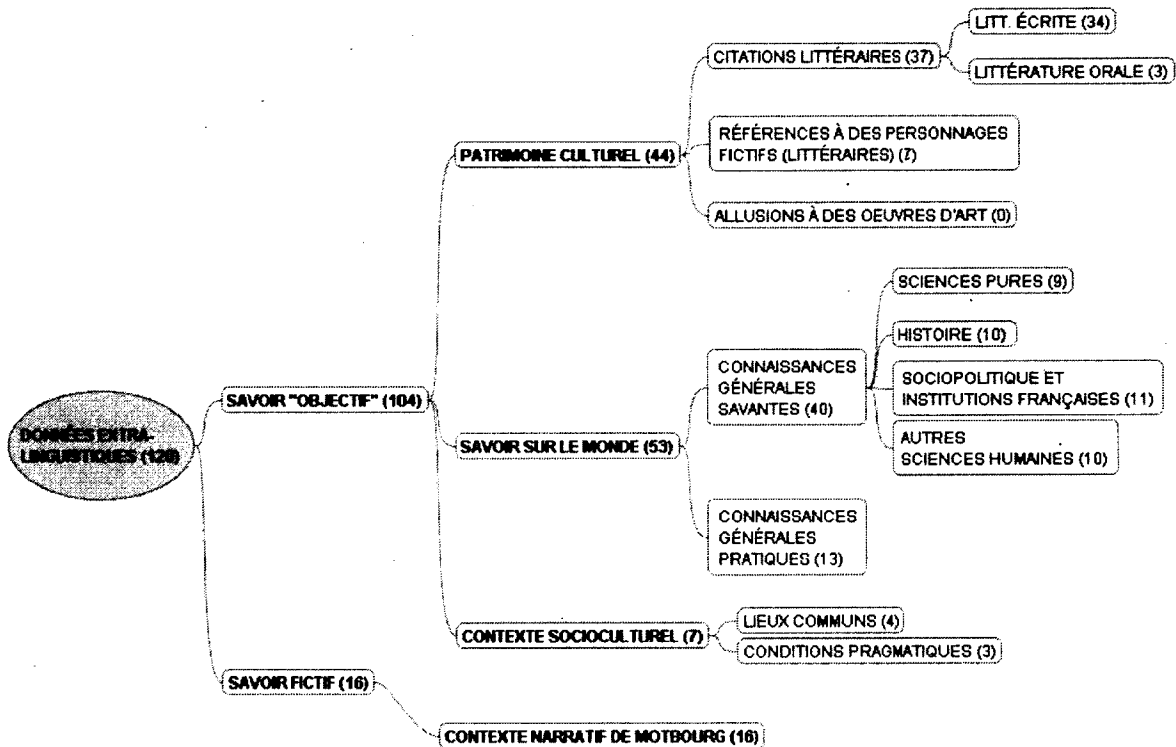 LITT. ÉCRITE (34)
CITATIONS LITTÉRAIRES (37)
LITTÉRATURE ORALE (3)
RÉFÉRENCES À DES PERSONNAGES
FICTIFS (LITTÉRAIRES) (7)
PATRIMOINE CULTUREL (44)
ALLUSIONS À DES OEUVRES D'ART (0)
SCIENCES PURES (9)
HISTOIRE (10)
CONNAISSANCES
GÉNÉRALES
SAVANTES (40)
SOCIOPOLITIQUE ET
INSTITUTIONS FRANÇAISES (11)
SAVOIR "OBJECTIF" (104)
AUTRES
SCIENCES HUMAINES (10)
DONNÉES EXTRA-
LINGUISTIQUES (120)
SAVOIR SUR LE MONDE (53)
CONNAISSANCES
GÉNÉRALES
PRATIQUES (13)
LIEUX COMMUNS (4)
CONTEXTE SOCIOCULTUREL (7)
CONDITIONS PRAGMATIQUES (3)
SAVOIR FICTIF (16)
CONTEXTE NARRATIF DE MOTBOURG (16)